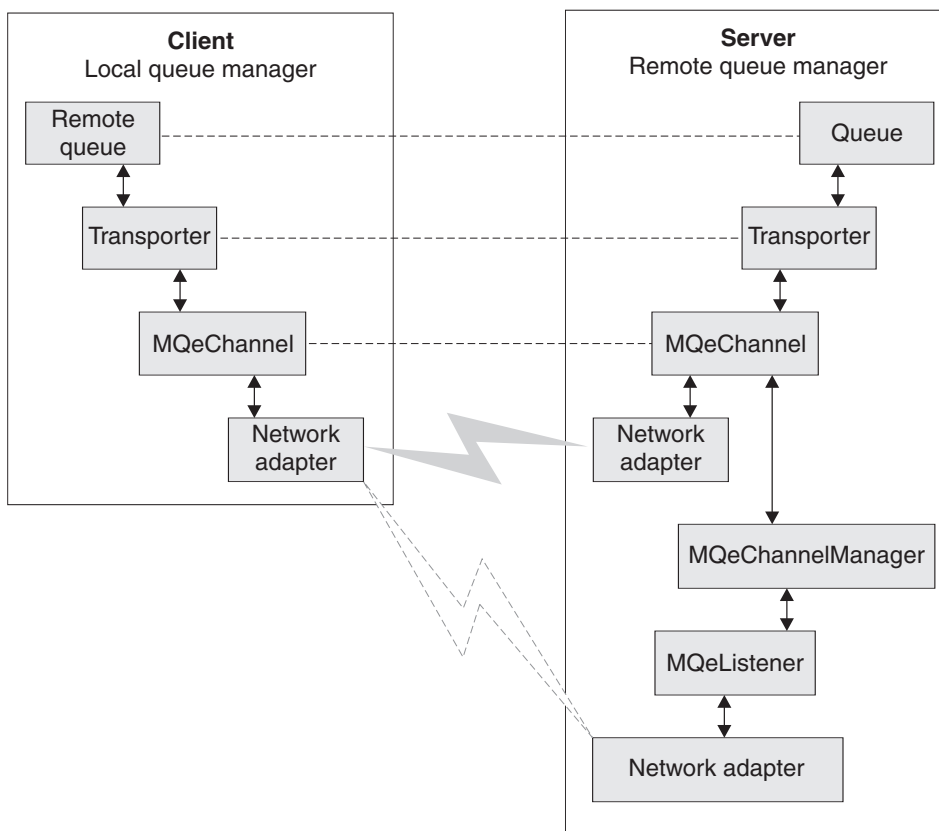 Client
Local queue manager
Server
Remote queue manager
Remote
queue
Queue
Transporter
Transporter
MQeChannel
MQeChannel
Network
adapter
Network
adapter
MQeChannelManager
MQeListener
Network adapter